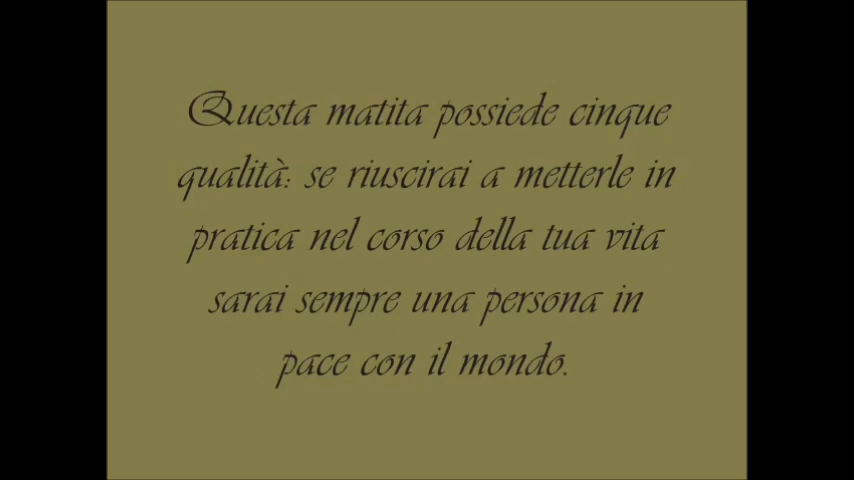 Questa matita possiede cinque
qualità: se riuscirai a metterle in
pratica nel corso della tua vita
sarai sempre una persona in
pace con il mondo.